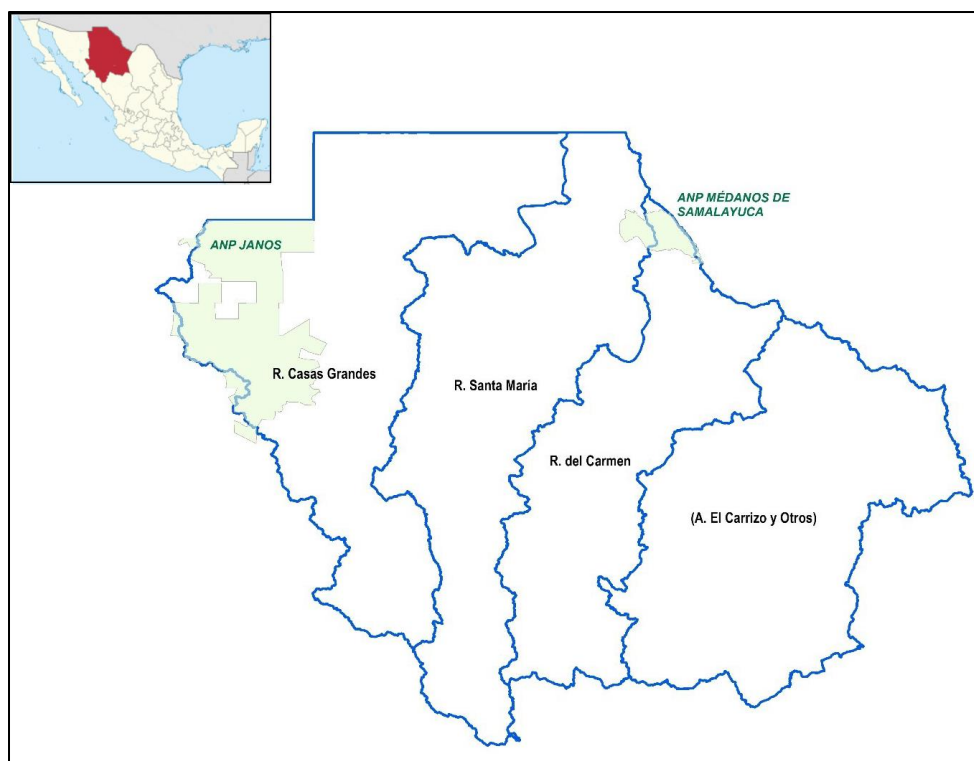 ANP MÉDANOS DE
SAMALAYUCA
ANP JANOS
R. Casas Grandes
R. Santa María
R. del Carmen
(A. El Carrizo y Otros)